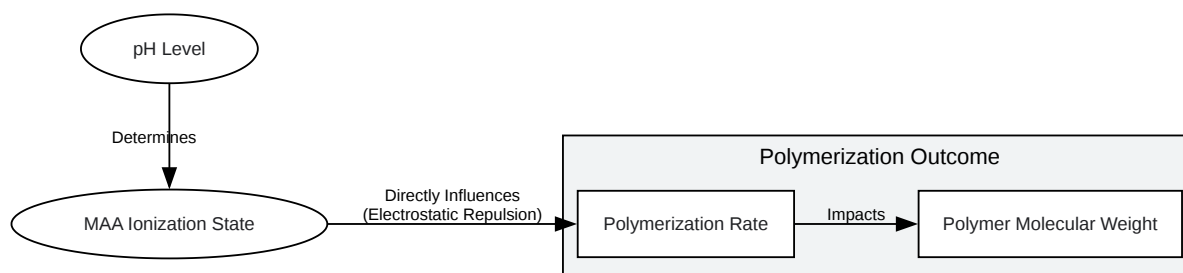 pH Level
Determines
Polymerization Outcome
MAA Ionization State
Directly Influences
(Electrostatic Repulsion)
Polymerization Rate
Impacts
Polymer Molecular Weight